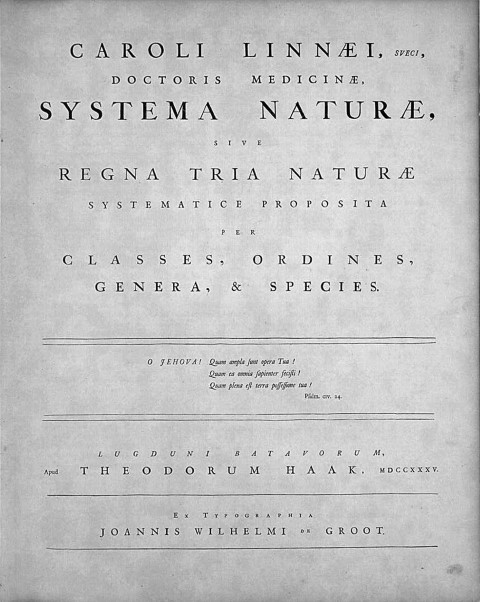 CAROLI LINNÆI, SVECI,
DOCTORIS MEDICINÆ,
SYSTEMA NATURÆ,
SIVE
REGNA TRIA NATURÆ
SYSTEMATICE PROPOSITA
PER
CLASSES, ORDINES,
GENERA, & SPECIES.
O JEHOVA! Quam ampla ſunt opera Tua!
Quam ea omnia ſapienter feciſti!
Quam plena eſt terra poſſeſſione tua!
Pſalm. CIV. 24.
LUGDUNI BATAVORUM,
Apud THEODORUM HAAK, MDCCXXXV.
EX TYPOGRAPHIA
JOANNIS WILHELMI DE GROOT.